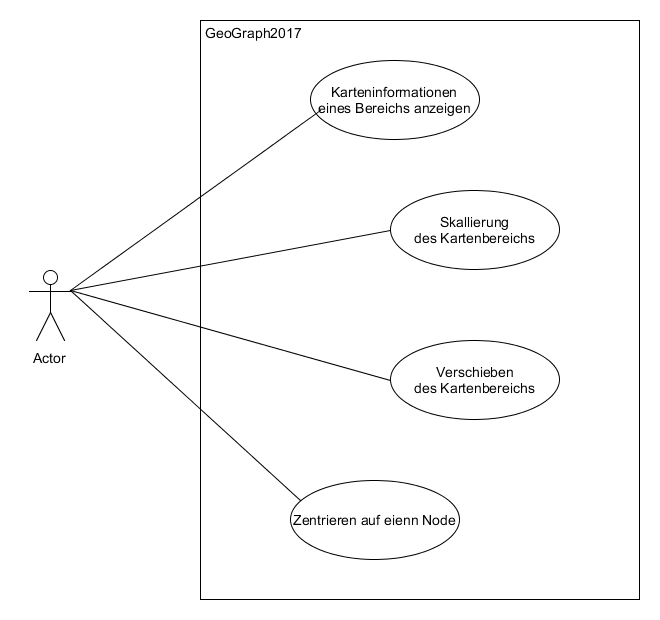 GeoGraph2017
Karteninformationen
eines Bereichs anzeigen
Skallierung
des Kartenbereichs
Actor
Verschieben
des Kartenbereichs
Zentrieren auf eienn Node